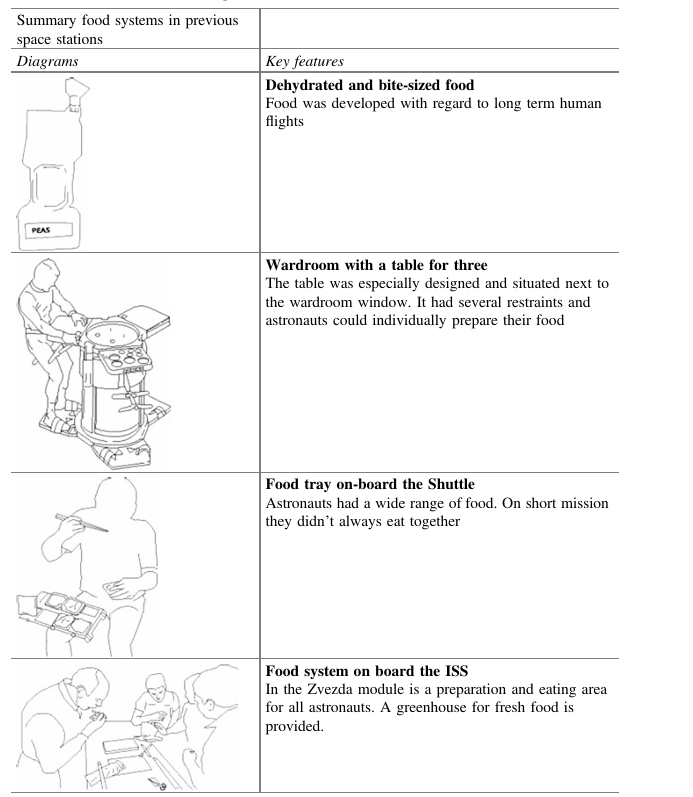 Summary food systems in previous
space stations
Diagrams
Key features
PEAS
Dehydrated and bite-sized food
Food was developed with regard to long term human
flights
Wardroom with a table for three
The table was especially designed and situated next to
the wardroom window. It had several restraints and
astronauts could individually prepare their food
Food tray on-board the Shuttle
Astronauts had a wide range of food. On short mission
they didn't always eat together
Food system on board the ISS
In the Zvezda module is a preparation and eating area
for all astronauts. A greenhouse for fresh food is
provided.